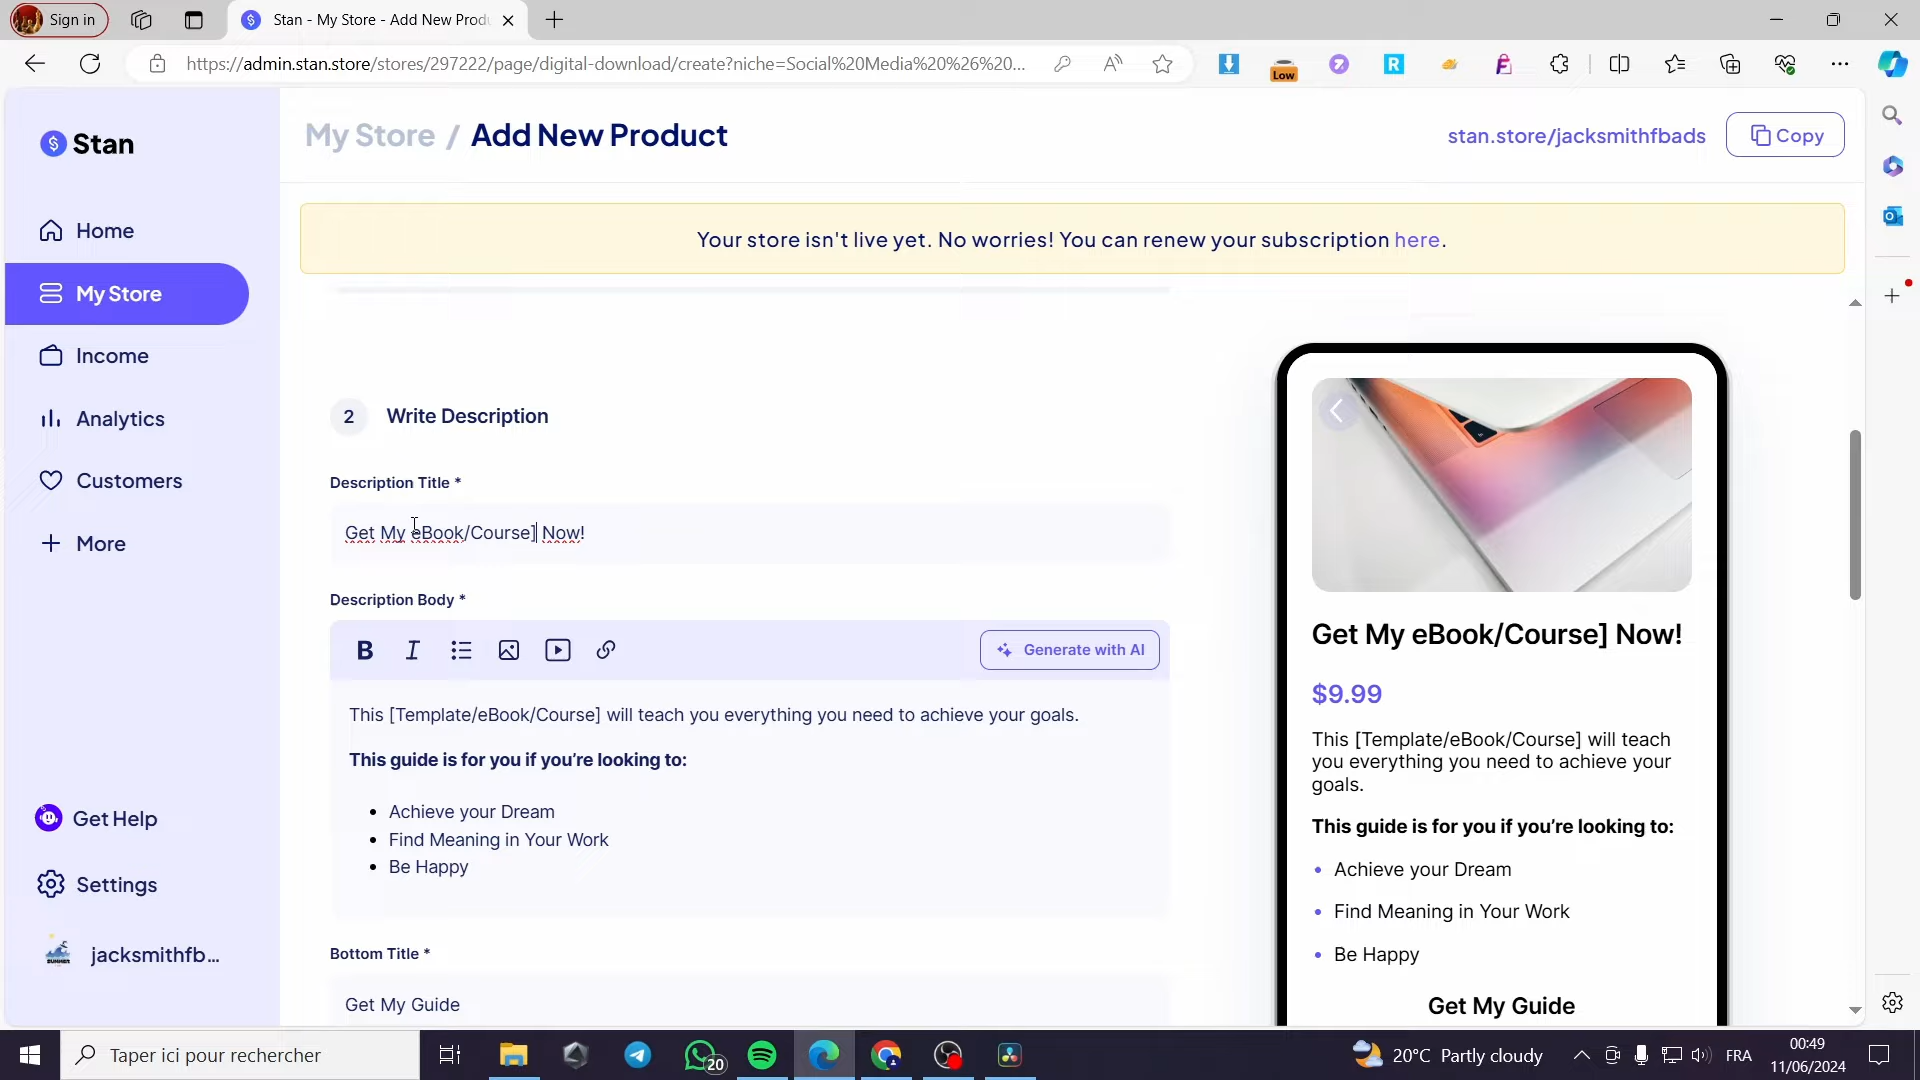 Sign in
Stan - My Store - Add New Produ
https://admin.stan.store/stores/297222/page/digital-download/create?niche=Social%20Media%20%26%20...
Low
Stan
My Store / Add New Product
stan.store/jacksmithfbads
Copy
Your store isn't live yet. No worries! You can renew your subscription here.
Home
My Store
Income
Analytics
Customers
More
Get Help
Settings
jacksmithfb...
2 Write Description
Description Title *
Get My eBook/Course] Now!
Description Body *
B I
Generate with AI
This [Template/eBook/Course] will teach you everything you need to achieve your goals.
This guide is for you if you’re looking to:
• Achieve your Dream
• Find Meaning in Your Work
• Be Happy
Bottom Title *
Get My Guide
Get My eBook/Course] Now!
$9.99
This [Template/eBook/Course] will teach
you everything you need to achieve your
goals.
This guide is for you if you’re looking to:
• Achieve your Dream
• Find Meaning in Your Work
• Be Happy
Get My Guide
Taper ici pour rechercher
20
20°C Partly cloudy
FRA
00:49
11/06/2024